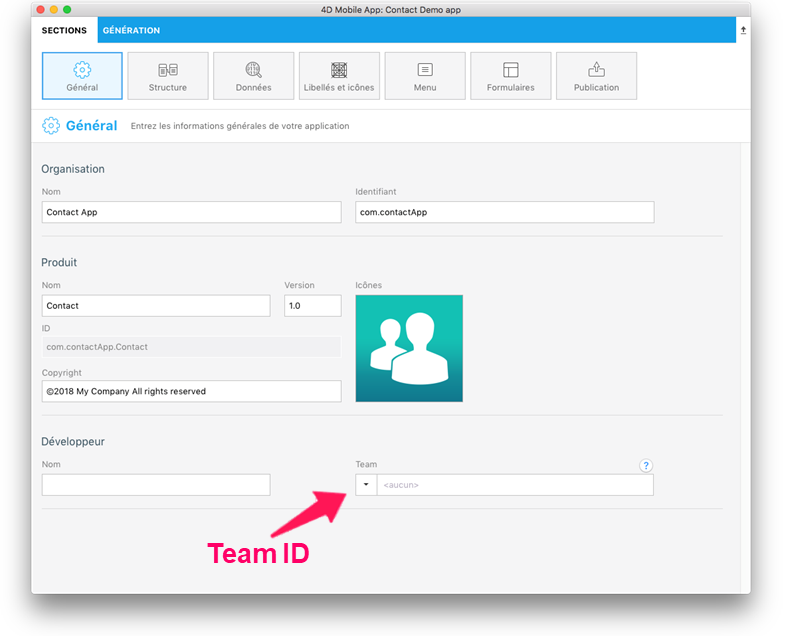 4D Mobile App: Contact Demo app
SECTIONS GÉNÉRATION
Général Structure Données Libellés et icônes Menu Formulaires Publication
Général Entrez les informations générales de votre application
Organisation
Nom Identifiant
Contact App com.contactApp
Produit
Nom Version Icônes
Contact 1.0
ID
com.contactApp.Contact
Copyright
©2018 My Company All rights reserved
Développeur
Nom Team ?
<aucun>
Team ID